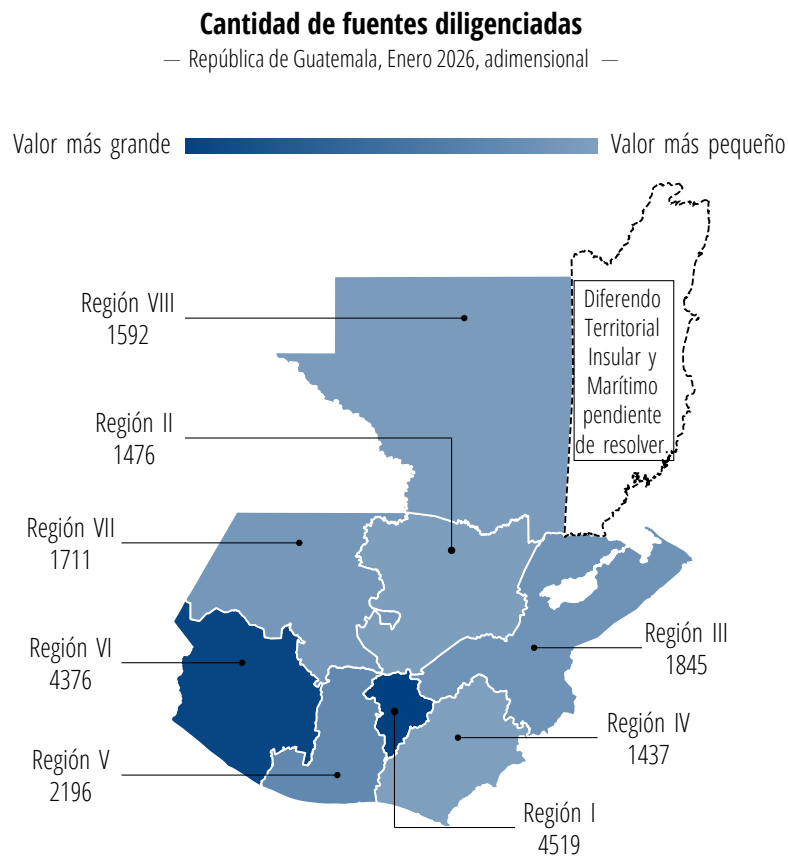 Cantidad de fuentes diligenciadas
— República de Guatemala, Enero 2026, adimensional —
Valor más grande
Valor más pequeño
Región VIII
1592
Diferendo
Territorial
Insular y
Marítimo
pendiente
de resolver.
Región II
1476
Región VII
1711
Región III
1845
Región VI
4376
Región IV
1437
Región V
2196
Región I
4519